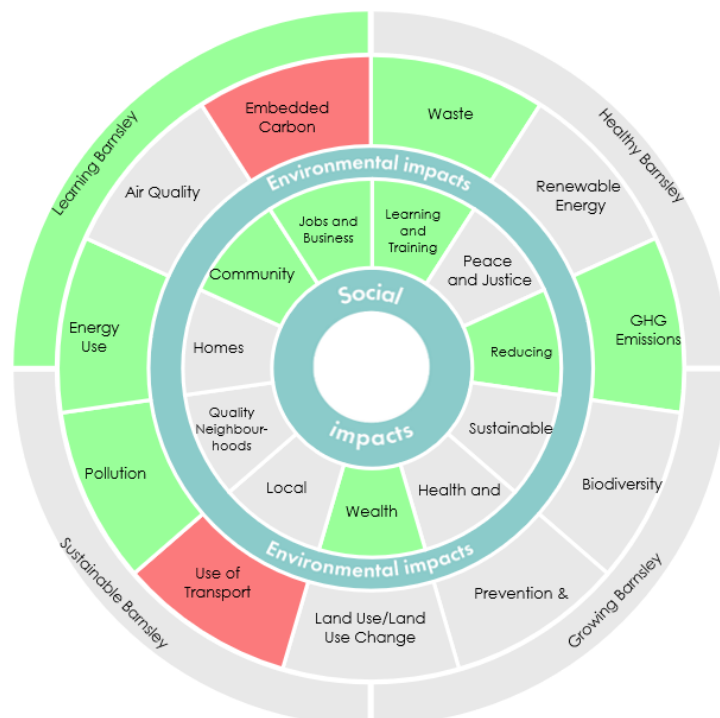 Learning Barnsley
Healthy Barnsley
Embedded
Carbon
Waste
Air Quality
Renewable
Energy
Environmental impacts
Jobs and
Business
Learning
and
Training
Community
Peace
and Justice
Social
Energy
Use
GHG
Emissions
Homes
Reducing
Quality
Neighbour-
hoods
impacts
Sustainable
Pollution
Local
Wealth
Health and
Biodiversity
Environmental impacts
Use of
Transport
Land Use/Land
Use Change
Prevention &
Sustainable Barnsley
Growing Barnsley